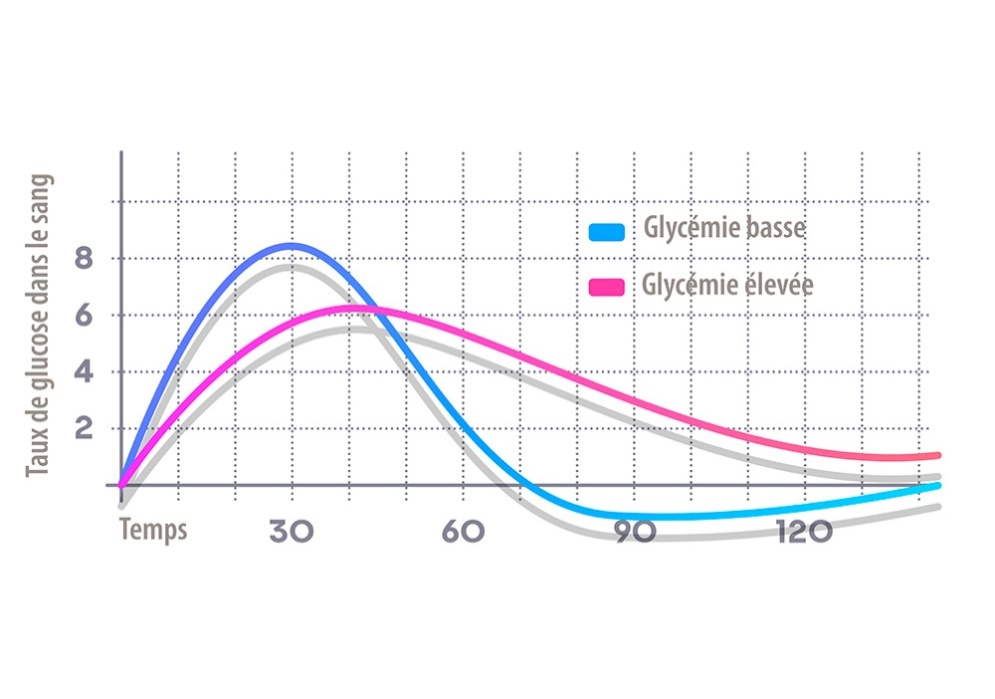 Taux de glucose dans le sang
8
6
4
2
Glycémie basse
Glycémie élevée
Temps 30 60 90 120